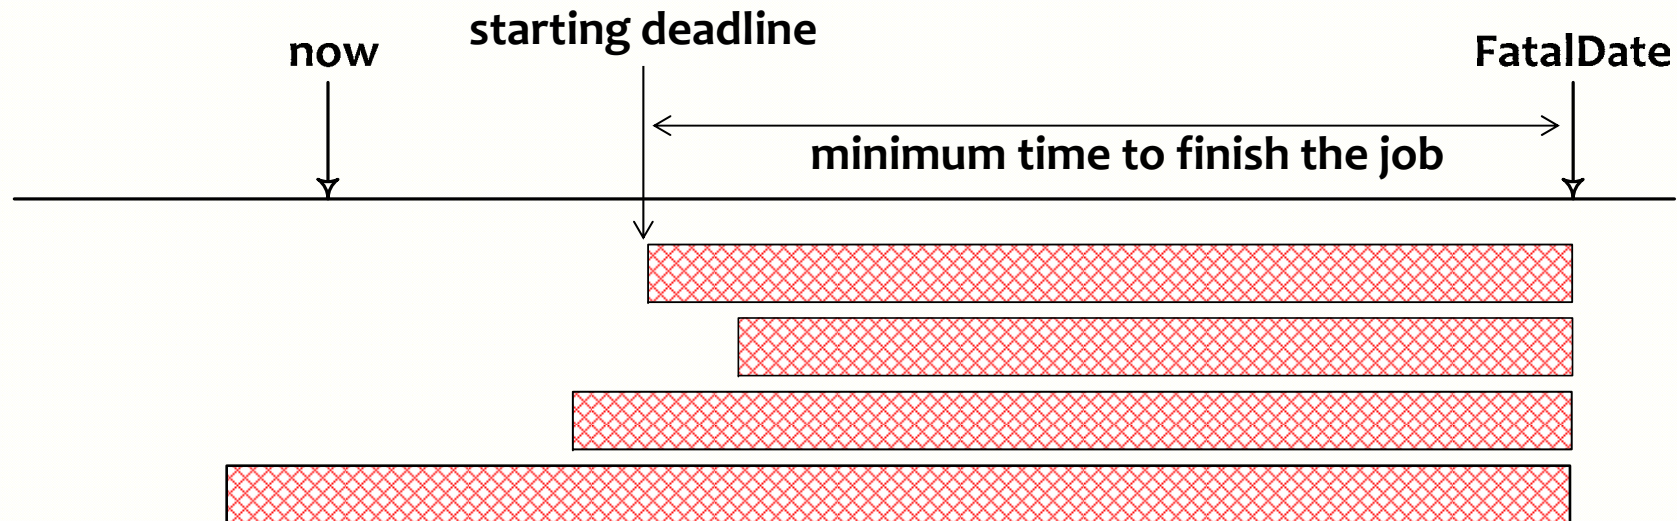 starting deadline
now
FatalDate
minimum time to finish the job